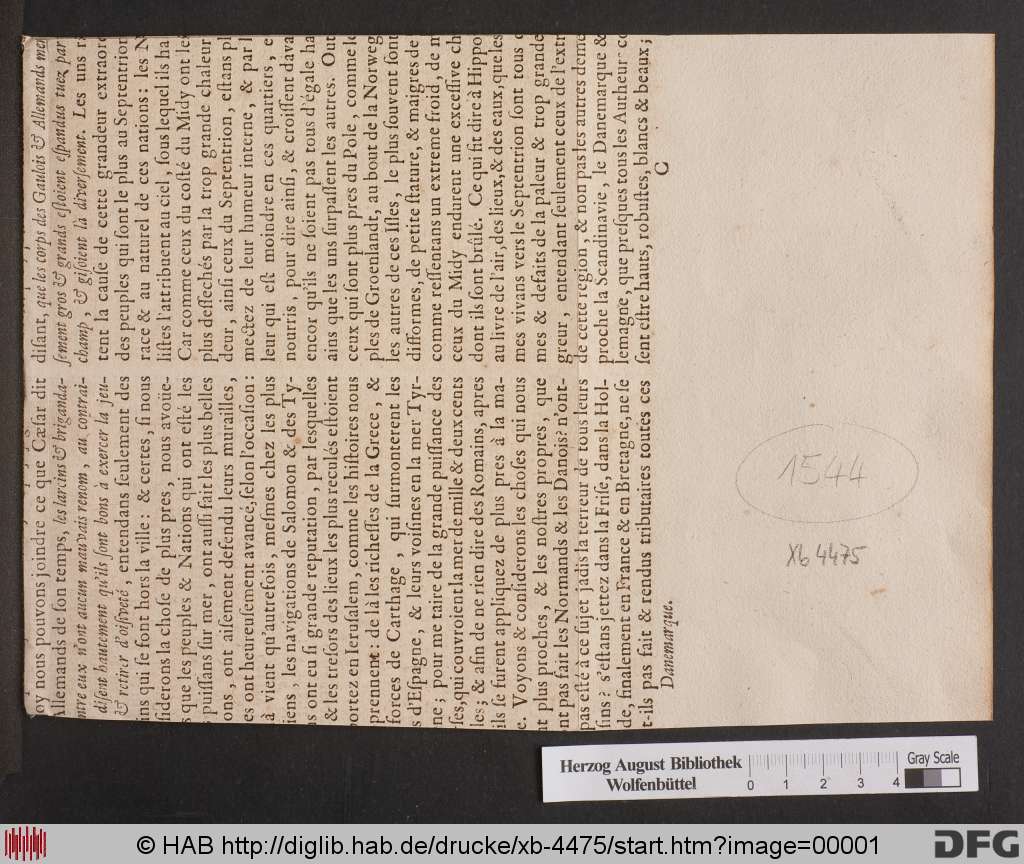 oy nous pouvons joindre ce que Cæſar dit
Allemands de ſon temps, les larcins & briganda-
ntre eux n'ont aucun mauvais renom, au contrai-
diſent hautement qu'ils ſont bons à exercer la jeu-
& retirer d'oiſiveté, entendans ſeulement des
ins qui ſe font hors la ville: & certes, ſi nous
ſiderons la choſe de plus pres, nous avoüe-
s que les peuples & Nations qui ont eſté les
puiſſans ſur mer, ont auſſi fait les plus belles
ons, ont aiſement defendu leurs murailles,
es ont heureuſement avancé, ſelon l'occaſion:
à vient qu'autrefois, meſmes chez les plus
iens, les navigations de Salomon & des Ty-
s ont eu ſi grande reputation, par leſquelles
& les treſors des lieux les plus reculés eſtoient
portez en Ieruſalem, comme les hiſtoires nous
prennent: de là les richeſſes de la Grece, &
forces de Carthage, qui ſurmonterent les
s d'Eſpagne, & leurs voiſines en la mer Tyr-
ne; pour me taire de la grande puiſſance des
ſes, qui couvroient la mer de mille & deux cents
les; & afin de ne rien dire des Romains, apres
ils ſe furent appliquez de plus pres à la ma-
e. Voyons & conſiderons les choſes qui nous
nt plus proches, & les noſtres propres, que
nt pas fait les Normands & les Danois? n'ont-
pas eſté à ce ſujet jadis la terreur de tous leurs
ſins? s'eſtans jettez dans la Friſe, dans la Hol-
de, finalement en France & en Bretagne, ne ſe
t-ils pas fait & rendus tributaires toutes ces
Danemarque.
diſant, que les corps des Gaulois & Allemands mer
ſement gros & grands eſtoient eſpandus tuez par
champ, & giſoient là diverſement. Les uns r
tent la cauſe de cette grandeur extraord
des peuples qui ſont le plus au Septentrion
race & au naturel de ces nations: les N
liſtes l'attribuent au ciel, ſous lequel ils ha
Car comme ceux du coſté du Midy ont les
plus deſſechés par la trop grande chaleur
deur, ainſi ceux du Septentrion, eſtans pl
mectez de leur humeur interne, & par l
leur qui eſt moindre en ces quartiers, e
nourris, pour dire ainſi, & croiſſent dava
encor qu'ils ne ſoient pas tous d'égale ha
ains que les uns ſurpaſſent les autres. Out
ceux qui ſont plus pres du Pole, comme le
ples de Groenlandt, au bout de la Norweg
les autres de ces Iſles, le plus ſouvent ſont
difformes, de petite ſtature, & maigres de
comme reſſentans un extreme froid, de m
ceux du Midy endurent une exceſſive ch
dont ils ſont brûlé. Ce qui fit dire à Hippo
au livre de l'air, des lieux, & des eaux, que les
mes vivans vers le Septentrion ſont tous
mes & defaits de la paleur & trop grande
greur, entendant ſeulement ceux de l'extr
de cette region, & non pas les autres deme
proche la Scandinavie, le Danemarque &
lemagne, que preſques tous les Autheur co
ſent eſtre hauts, robuſtes, blancs & beaux;
C
1544
Xb 4475
Herzog August Bibliothek
Wolfenbüttel
0 1 2 3 4
Gray Scale
© HAB http://diglib.hab.de/drucke/xb-4475/start.htm?image=00001
DFG